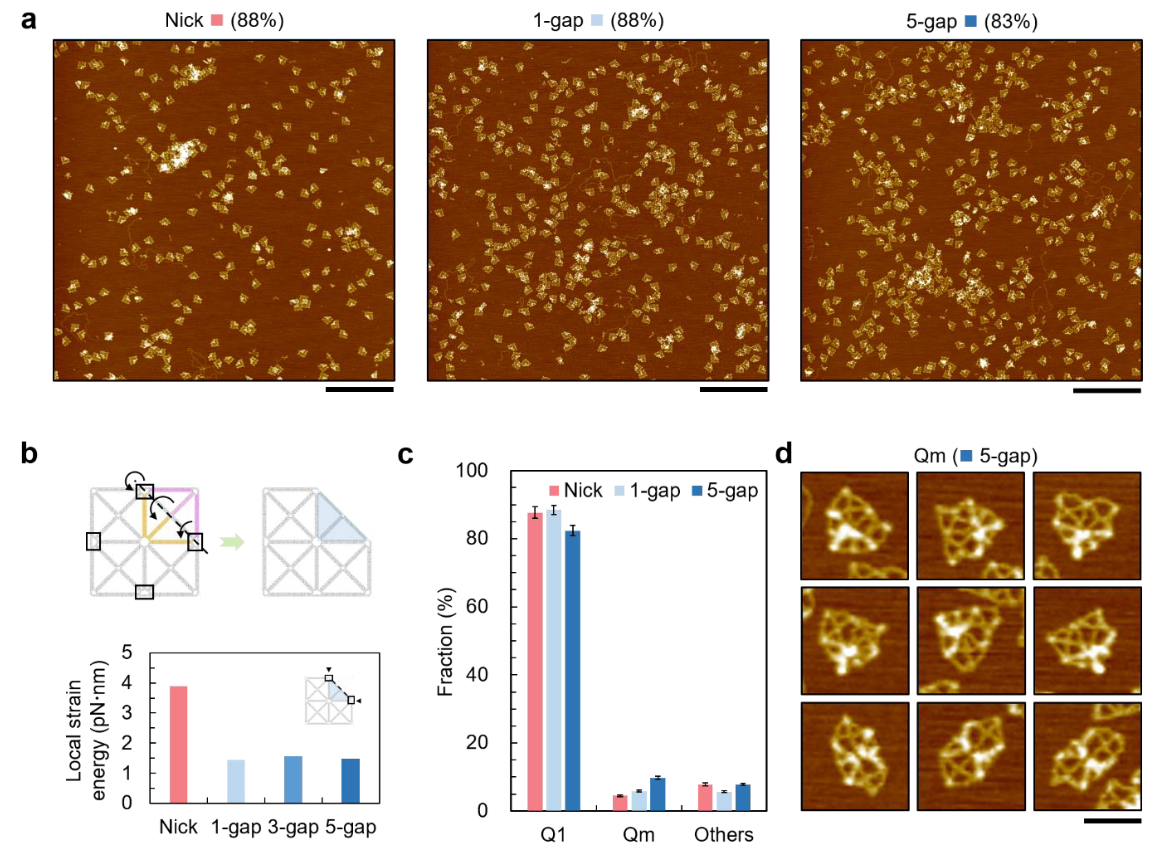 a
Nick (88%)
1-gap (88%)
5-gap (83%)
b
Local strain
energy (pN·nm)
5
4
3
2
1
0
Nick 1-gap 3-gap 5-gap
c
Fraction (%)
100
80
60
40
20
0
Nick 1-gap 5-gap
Q1 Qm Others
d
Qm ( 5-gap)